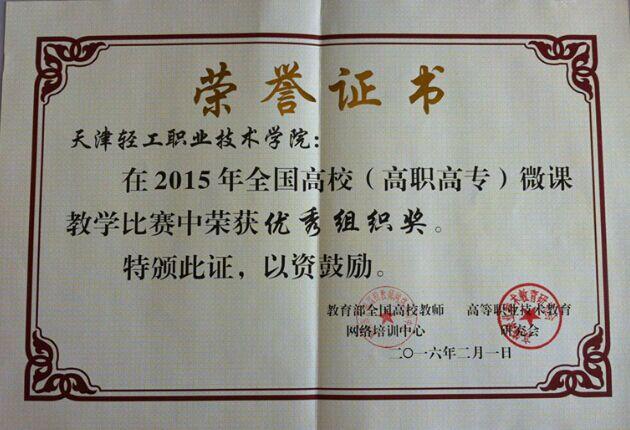 荣誉证书
天津轻工职业技术学院：
在2015年全国高校（高职高专）微课
教学比赛中荣获优秀组织奖。
特颁此证，以资鼓励。
教育部全国高校教师 高等职业技术教育
网络培训中心 研究会
二〇一六年二月一日